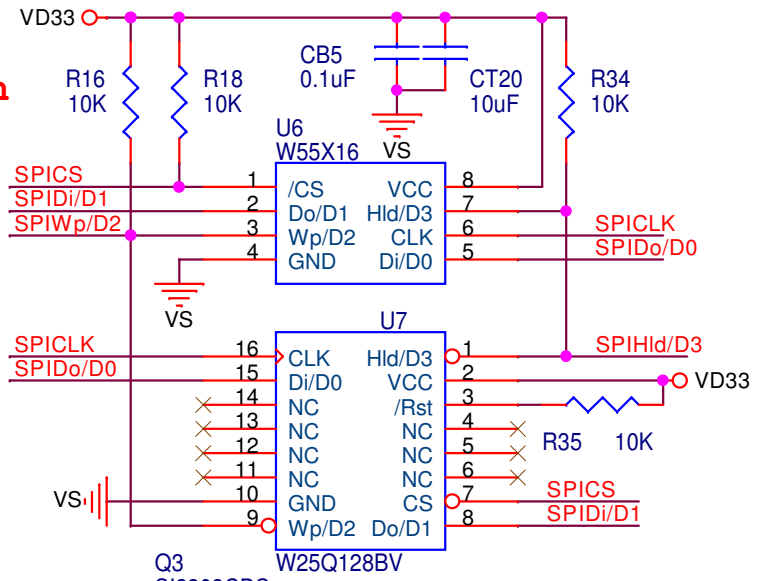 VD33
R16
10K
R18
10K
CB5
0.1uF
CT20
10uF
R34
10K
VS
U6
W55X16
SPICS
SPIDi/D1
SPIWp/D2
1
2
3
4
/CS
Do/D1
Wp/D2
GND
VCC
Hld/D3
CLK
Di/D0
8
7
6
5
SPICLK
SPIDo/D0
VS
U7
SPICLK
SPIDo/D0
16
15
14
13
12
11
10
9
CLK
Di/D0
NC
NC
NC
NC
GND
Wp/D2
Hld/D3
VCC
/Rst
NC
NC
NC
CS
Do/D1
1
2
3
4
5
6
7
8
SPIHld/D3
VD33
R35 10K
SPICS
SPIDi/D1
VS
W25Q128BV
Q3